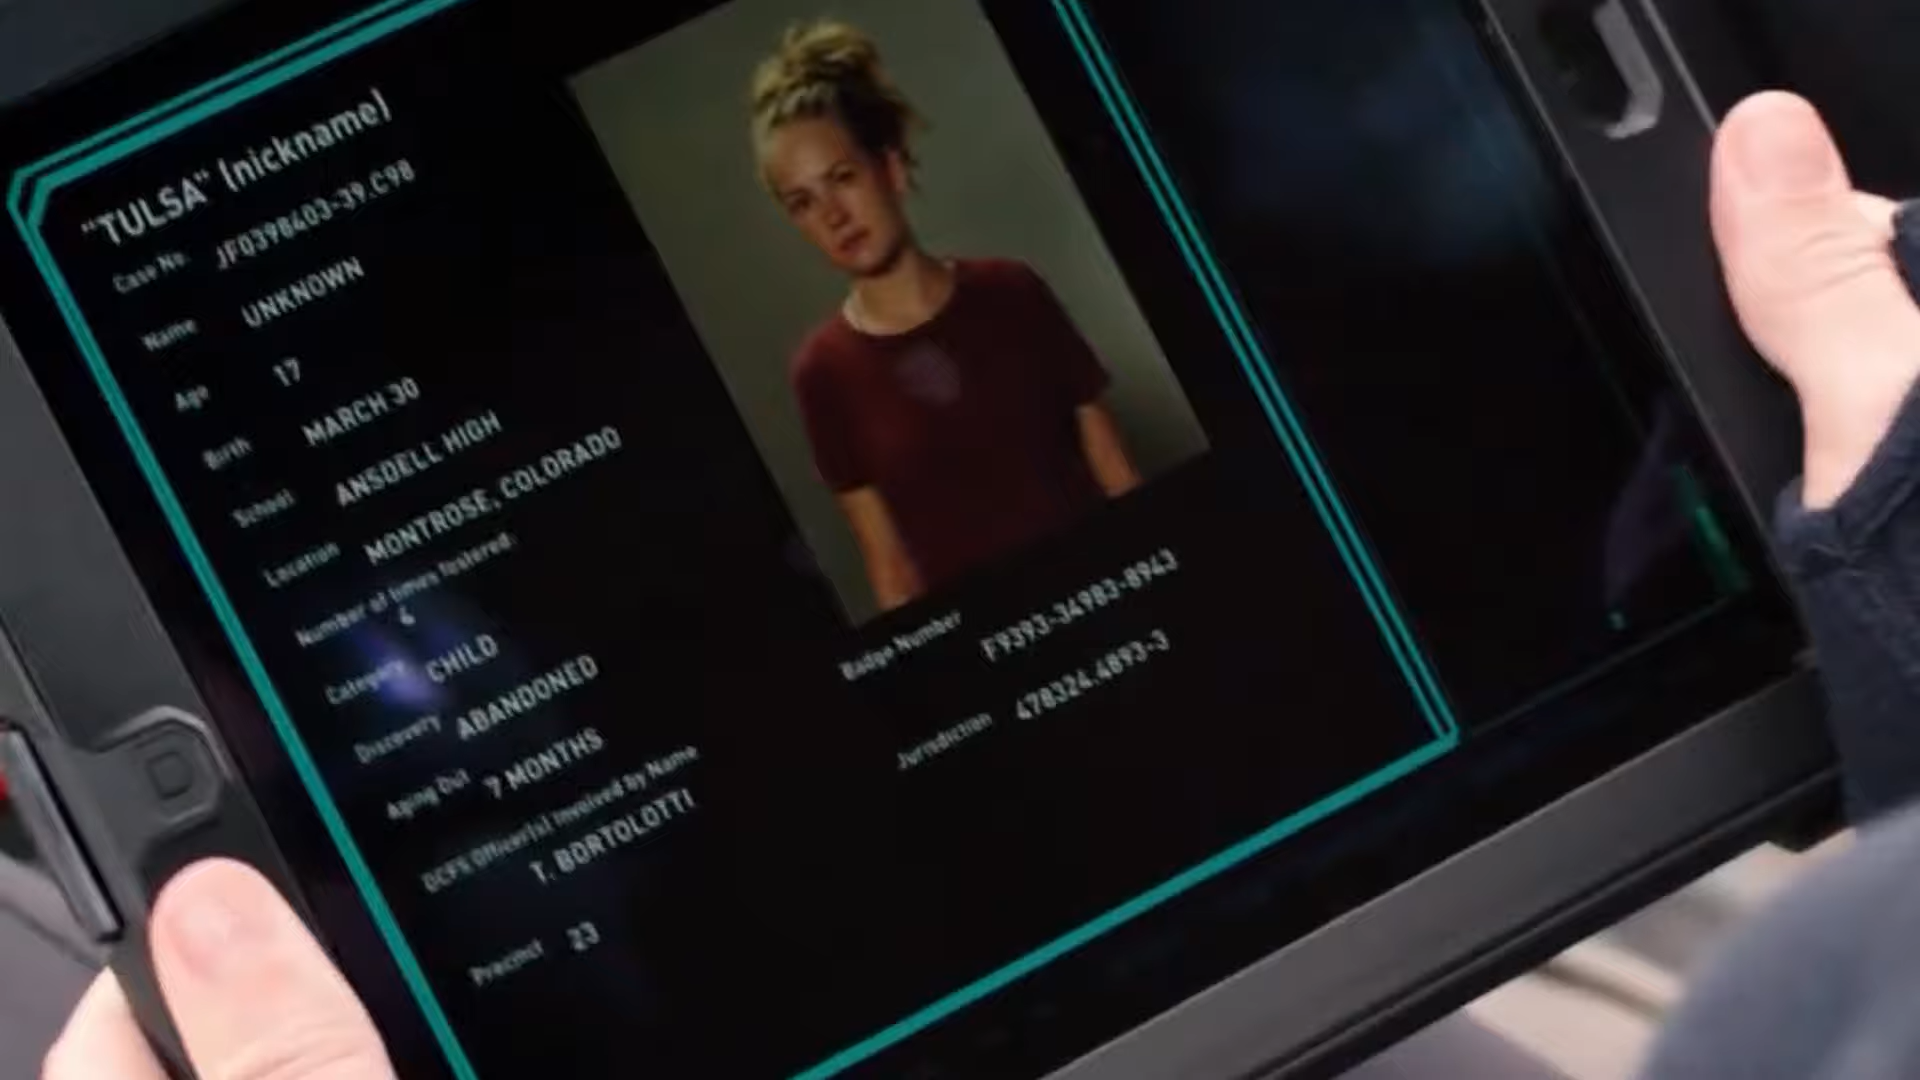 "TULSA" (nickname)
Case No. JF0398403-39.C98
Name UNKNOWN
Age 17
Birth MARCH 30
School ANSDELL HIGH
Location MONTROSE, COLORADO
Number of times fostered:
4
Category CHILD
Discovery ABANDONED
Aging Out 7 MONTHS
DCFS Officer(s) Involved by Name
T. BORTOLOTTI
Precinct 23
Badge Number F9393-34983-8943
Jurisdiction 478324.4893-3
D